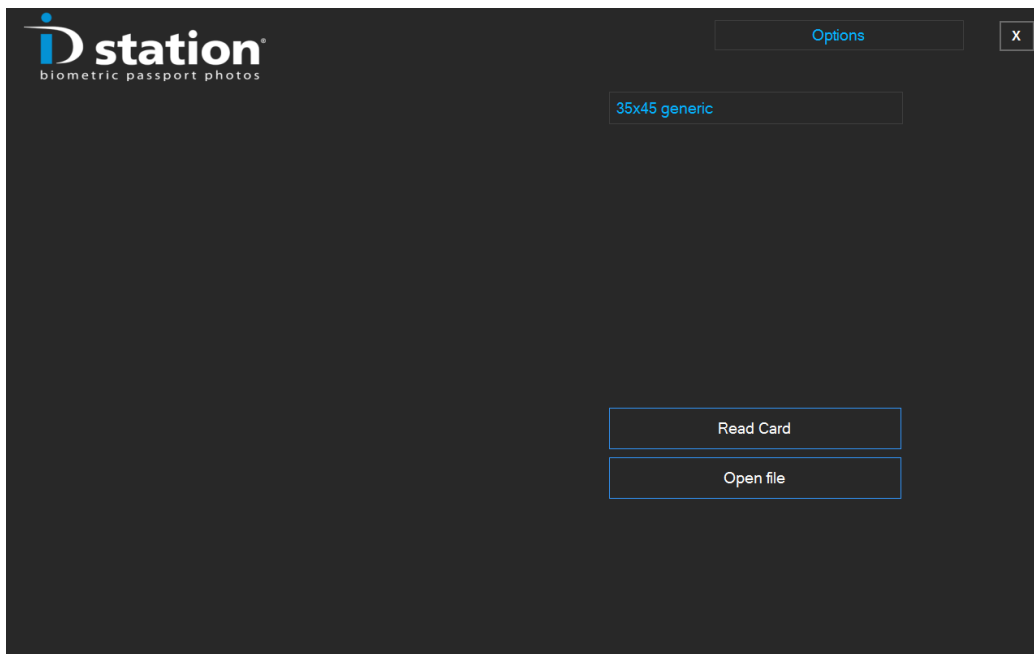 iD station®
biometric passport photos
Options
X
35x45 generic
Read Card
Open file